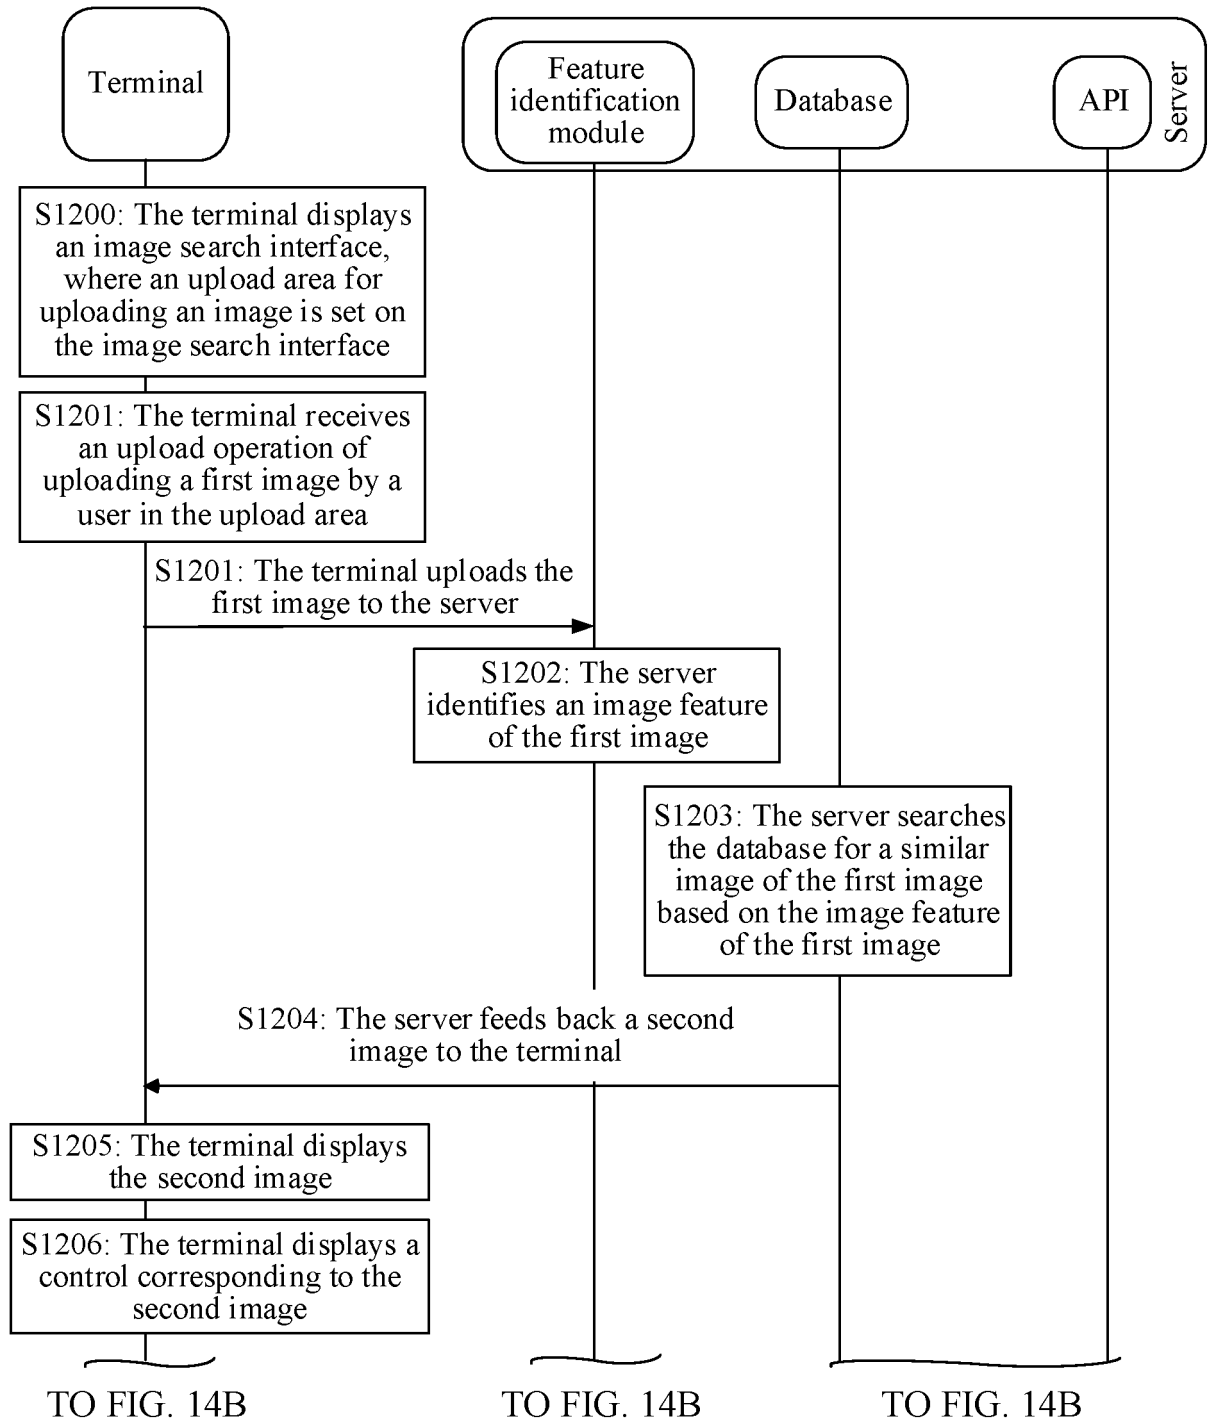 Terminal
Feature
identification
module
Database
API
Server
S1200: The terminal displays
an image search interface,
where an upload area for
uploading an image is set on
the image search interface
S1201: The terminal receives
an upload operation of
uploading a first image by a
user in the upload area
S1201: The terminal uploads the
first image to the server
S1202: The server
identifies an image feature
of the first image
S1203: The server searches
the database for a similar
image of the first image
based on the image feature
of the first image
S1204: The server feeds back a second
image to the terminal
S1205: The terminal displays
the second image
S1206: The terminal displays a
control corresponding to the
second image
TO FIG. 14B
TO FIG. 14B
TO FIG. 14B